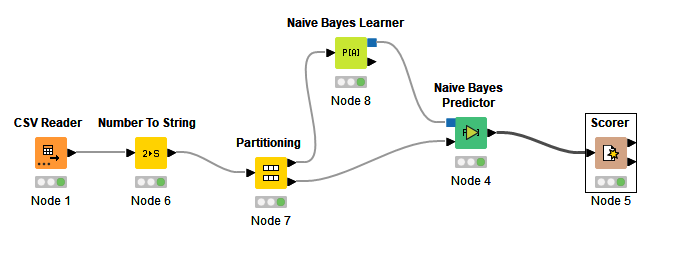 Naive Bayes Learner
P[A]
Node 8
CSV Reader
Node 1
Number To String
2▸S
Node 6
Partitioning
Node 7
Naive Bayes
Predictor
Node 4
Scorer
Node 5